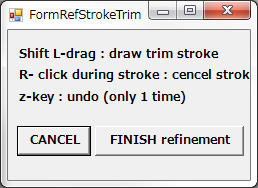 FormRefStrokeTrim
Shift L-drag : draw trim stroke
R- click during stroke : cencel strok
z-key : undo (only 1 time)
CANCEL FINISH refinement